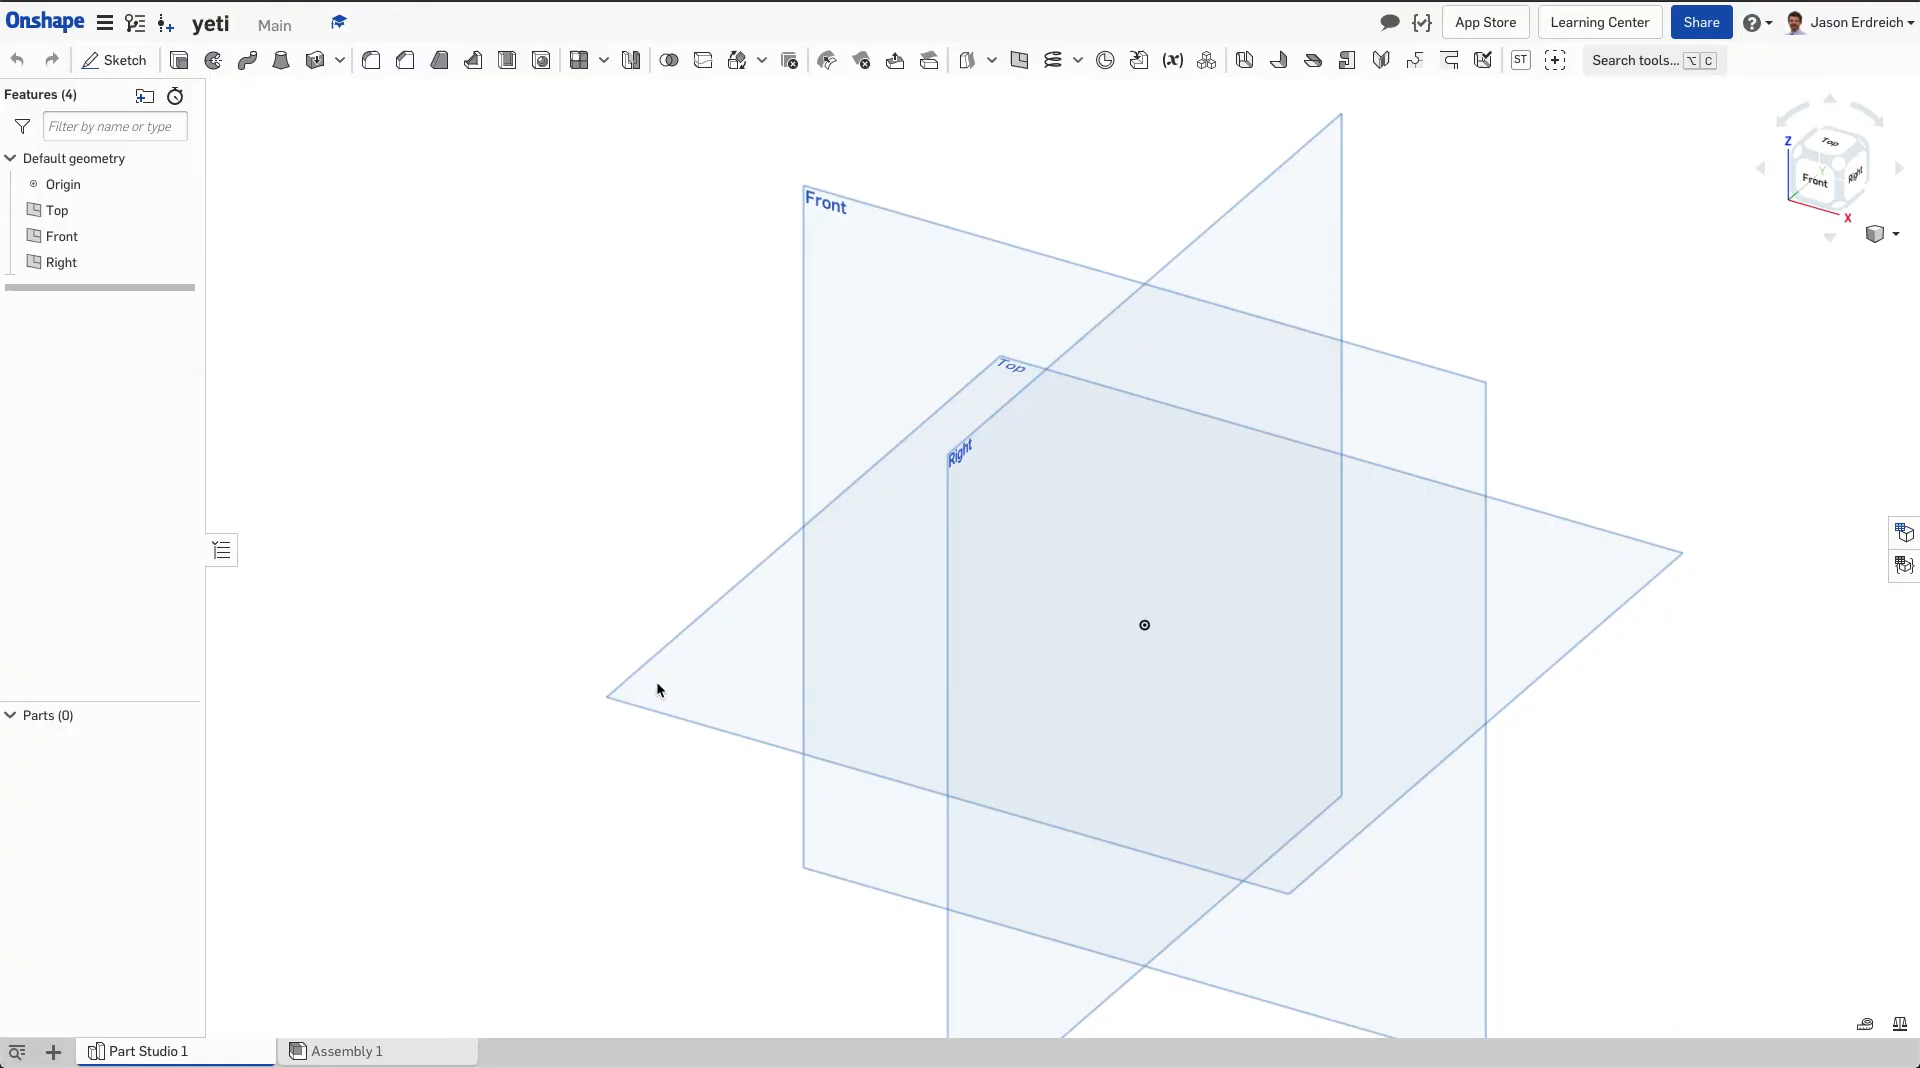 Onshape yeti Main App Store Learning Center Share Jason Erdreich
Sketch (x) ST Search tools... ⌥ C
Features (4)
Filter by name or type
Default geometry
Origin
Top
Front
Right
Parts (0)
Front
Top
Right
Z
Top
Y
Front
Right
X
Part Studio 1
Assembly 1